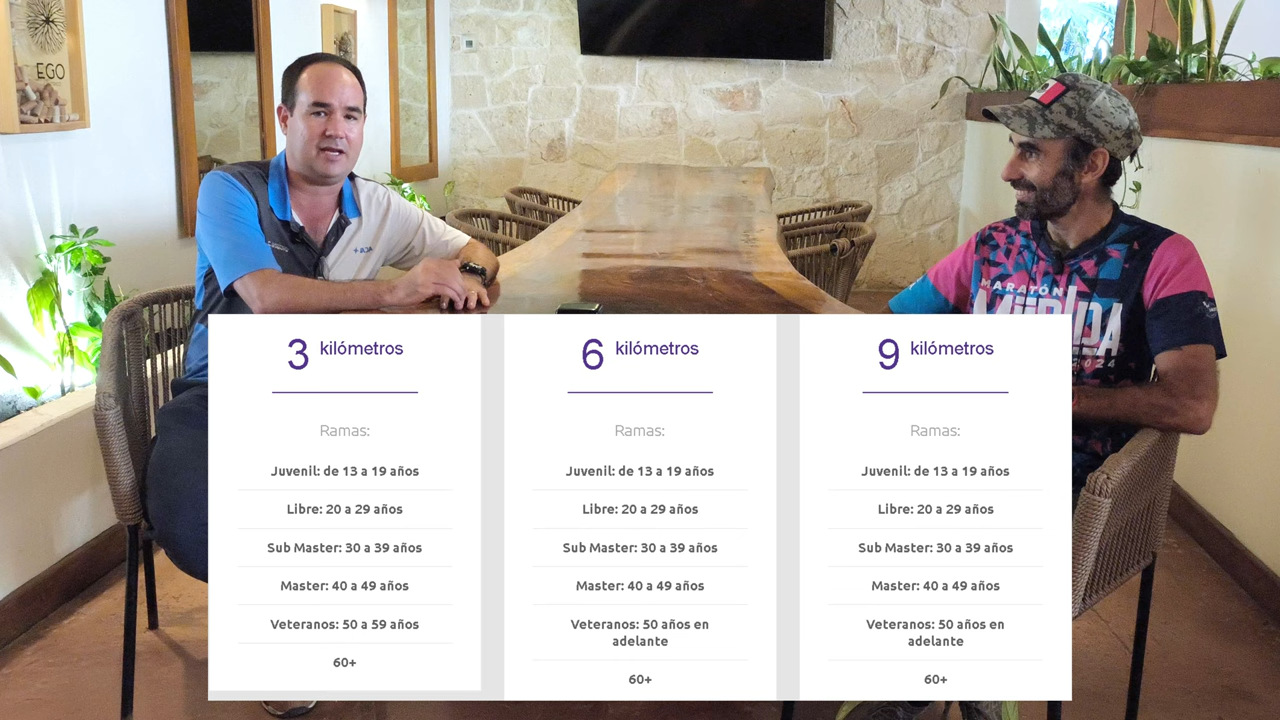 EGO
AJA
MARATÓN
MÉRIDA
2024
3 kilómetros
Ramas:
Juvenil: de 13 a 19 años
Libre: 20 a 29 años
Sub Master: 30 a 39 años
Master: 40 a 49 años
Veteranos: 50 a 59 años
60+
6 kilómetros
Ramas:
Juvenil: de 13 a 19 años
Libre: 20 a 29 años
Sub Master: 30 a 39 años
Master: 40 a 49 años
Veteranos: 50 años en
adelante
60+
9 kilómetros
Ramas:
Juvenil: de 13 a 19 años
Libre: 20 a 29 años
Sub Master: 30 a 39 años
Master: 40 a 49 años
Veteranos: 50 años en
adelante
60+